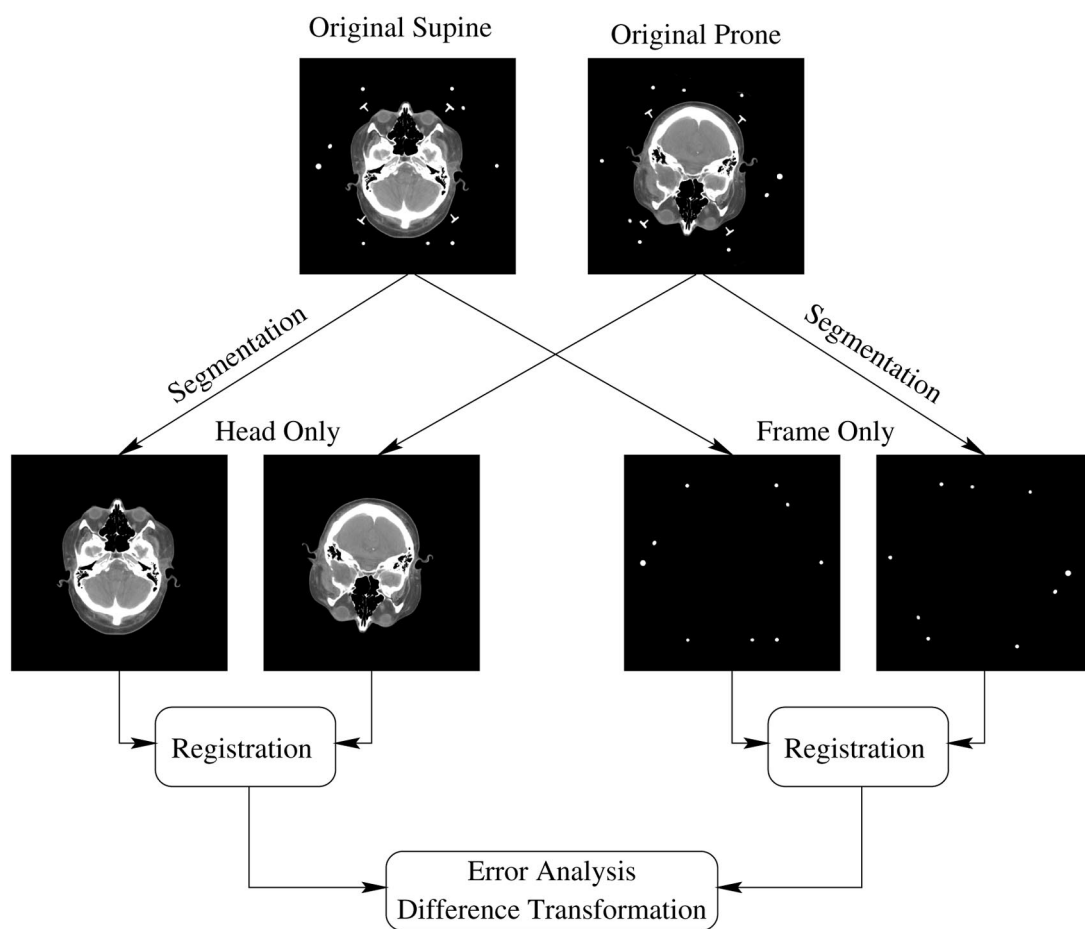 Original Supine
Original Prone
Segmentation
Segmentation
Head Only
Frame Only
Registration
Registration
Error Analysis
Difference Transformation